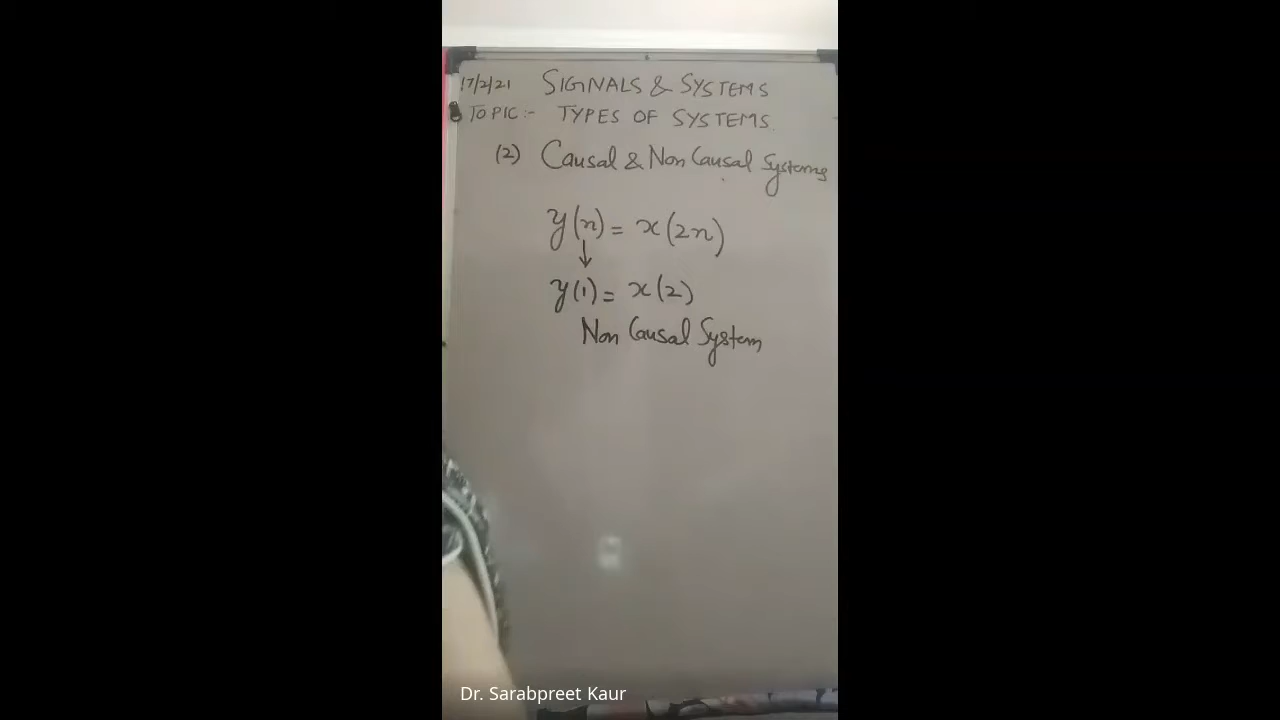 17/2/21 SIGNALS & SYSTEMS
TOPIC:- TYPES OF SYSTEMS.
(2) Causal & Non Causal Systems
y(n) = x(2n)
↓
y(1) = x(2)
Non Causal System
Dr. Sarabpreet Kaur